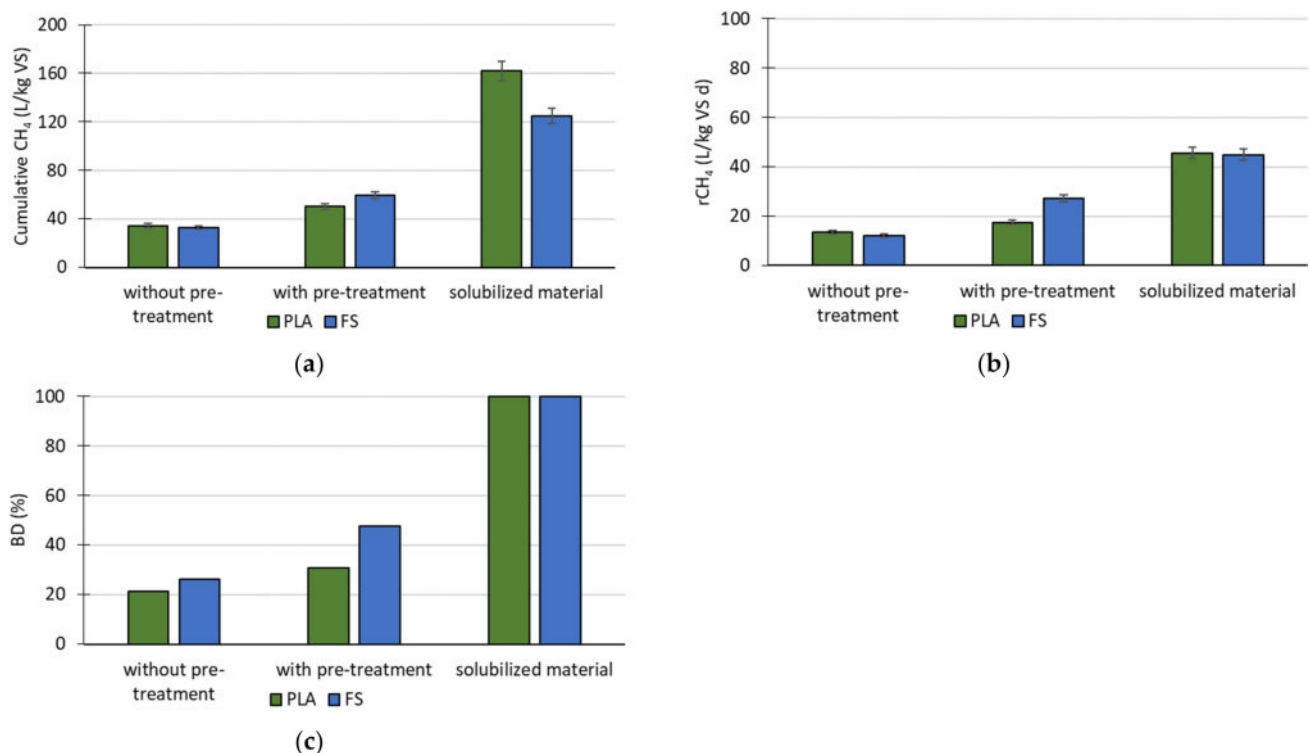 Cumulative CH₄ (L/kg VS)
200
160
120
80
40
0
without pre-
treatment
with pre-treatment
solubilized material
PLA FS
(a)
rCH₄ (L/kg VS d)
100
80
60
40
20
0
without pre-
treatment
with pre-treatment
solubilized material
PLA FS
(b)
BD (%)
100
80
60
40
20
0
without pre-
treatment
with pre-treatment
solubilized material
PLA FS
(c)